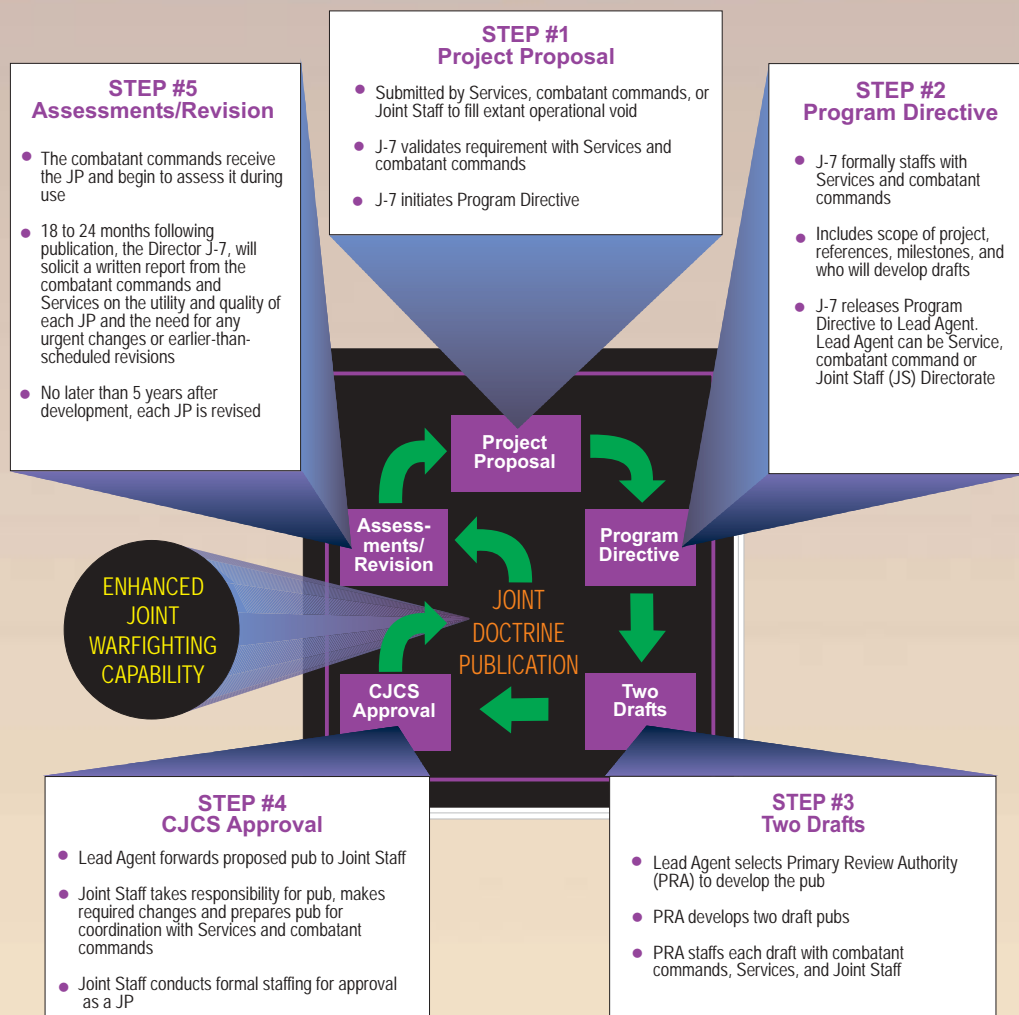 STEP #1
Project Proposal
• Submitted by Services, combatant commands, or
Joint Staff to fill extant operational void
• J-7 validates requirement with Services and
combatant commands
• J-7 initiates Program Directive
STEP #5
Assessments/Revision
• The combatant commands receive
the JP and begin to assess it during
use
• 18 to 24 months following
publication, the Director J-7, will
solicit a written report from the
combatant commands and
Services on the utility and quality of
each JP and the need for any
urgent changes or earlier-than-
scheduled revisions
• No later than 5 years after
development, each JP is revised
STEP #2
Program Directive
• J-7 formally staffs with
Services and combatant
commands
• Includes scope of project,
references, milestones, and
who will develop drafts
• J-7 releases Program
Directive to Lead Agent.
Lead Agent can be Service,
combatant command or
Joint Staff (JS) Directorate
Project
Proposal
Assess-
ments/
Revision
Program
Directive
ENHANCED
JOINT
WARFIGHTING
CAPABILITY
JOINT
DOCTRINE
PUBLICATION
CJCS
Approval
Two
Drafts
STEP #4
CJCS Approval
• Lead Agent forwards proposed pub to Joint Staff
• Joint Staff takes responsibility for pub, makes
required changes and prepares pub for
coordination with Services and combatant
commands
• Joint Staff conducts formal staffing for approval
as a JP
STEP #3
Two Drafts
• Lead Agent selects Primary Review Authority
(PRA) to develop the pub
• PRA develops two draft pubs
• PRA staffs each draft with combatant
commands, Services, and Joint Staff